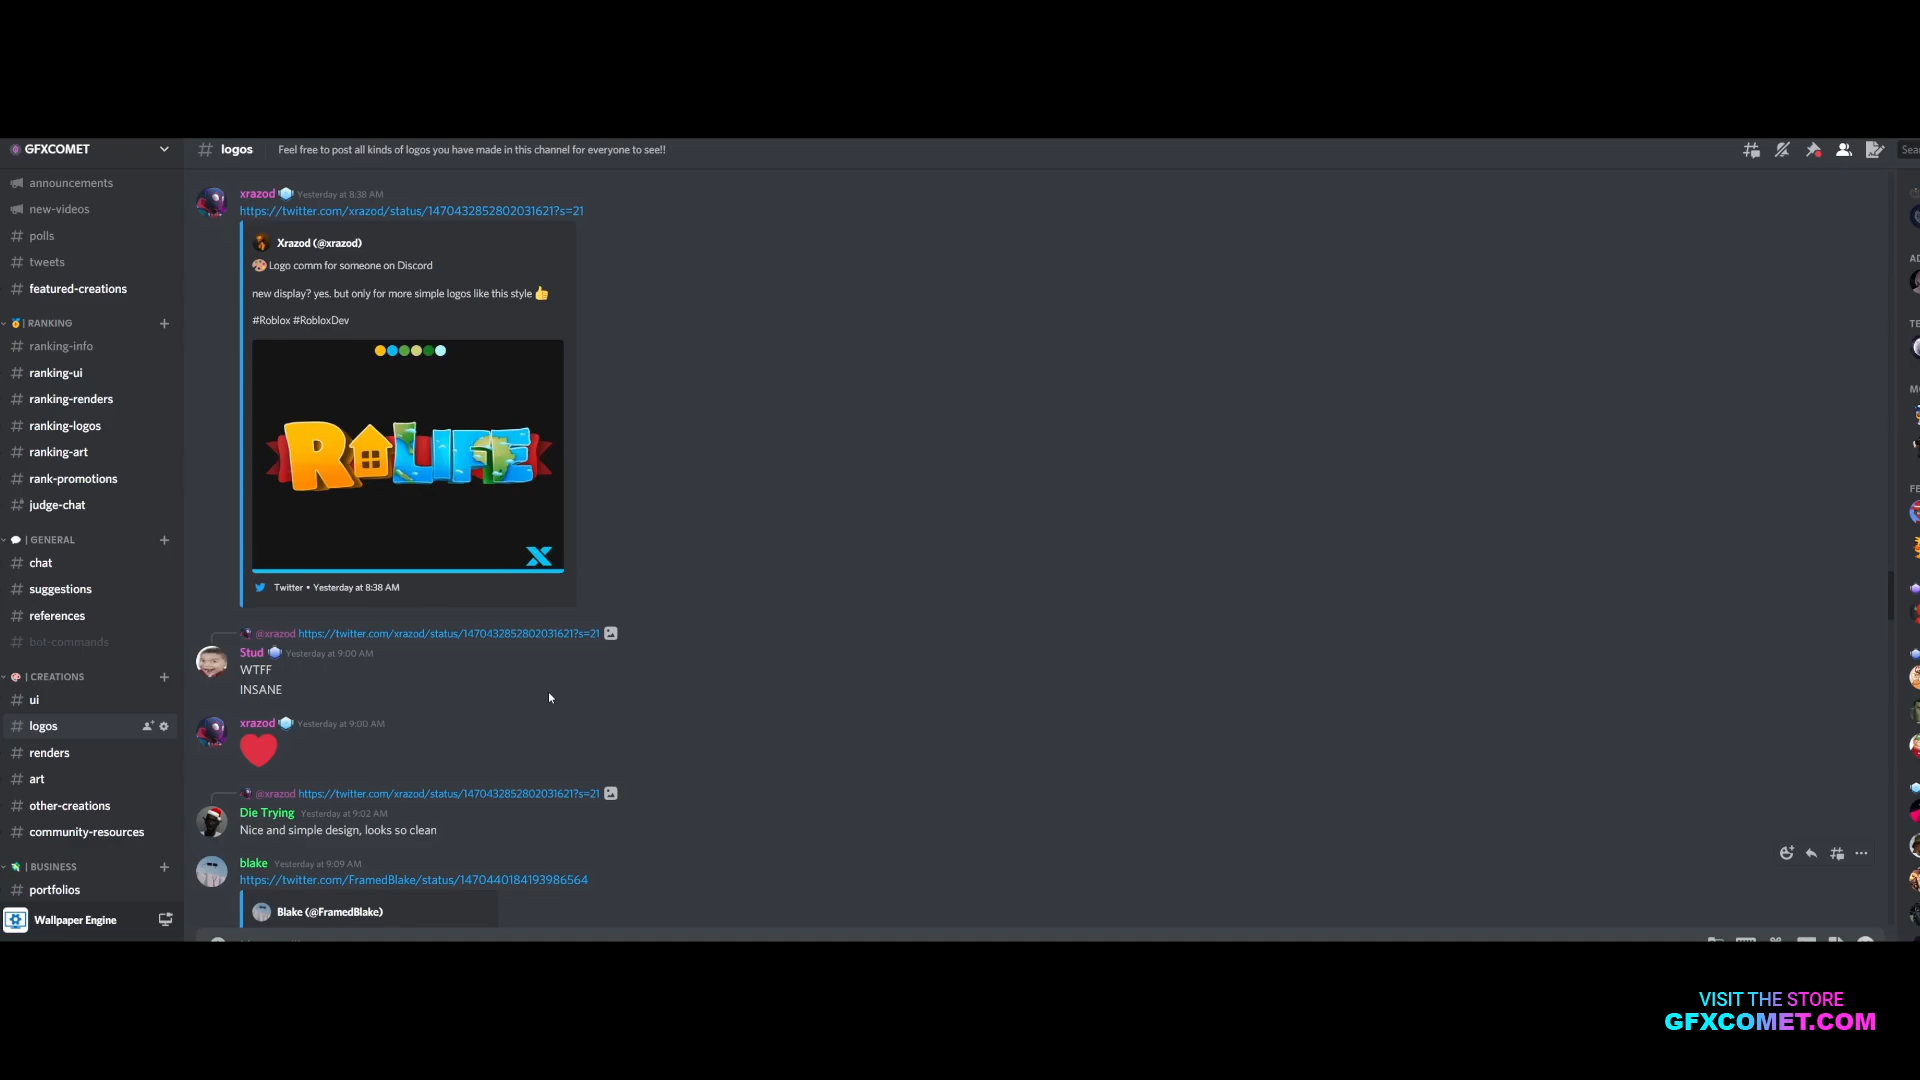 GFXCOMET
announcements
new-videos
polls
tweets
featured-creations
RANKING
ranking-info
ranking-ui
ranking-renders
ranking-logos
ranking-art
rank-promotions
judge-chat
GENERAL
chat
suggestions
references
bot-commands
CREATIONS
ui
logos
renders
art
other-creations
community-resources
BUSINESS
portfolios
Wallpaper Engine
# logos Feel free to post all kinds of logos you have made in this channel for everyone to see!!
xrazod Yesterday at 8:38 AM
https://twitter.com/xrazod/status/1470432852802031621?s=21
Xrazod (@xrazod)
Logo comm for someone on Discord
new display? yes. but only for more simple logos like this style
#Roblox #RobloxDev
ROLIFE
X
Twitter • Yesterday at 8:38 AM
@xrazod https://twitter.com/xrazod/status/1470432852802031621?s=21
Stud Yesterday at 9:00 AM
WTFF
INSANE
xrazod Yesterday at 9:00 AM
@xrazod https://twitter.com/xrazod/status/1470432852802031621?s=21
Die Trying Yesterday at 9:02 AM
Nice and simple design, looks so clean
blake Yesterday at 9:09 AM
https://twitter.com/FramedBlake/status/1470440184193986564
Blake (@FramedBlake)
VISIT THE STORE
GFXCOMET.COM